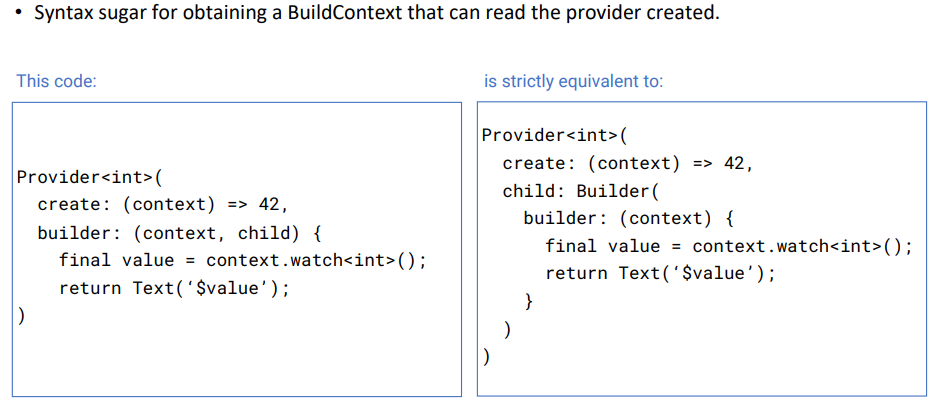 • Syntax sugar for obtaining a BuildContext that can read the provider created.
This code:
Provider<int>(
  create: (context) => 42,
  builder: (context, child) {
    final value = context.watch<int>();
    return Text('$value');
)
is strictly equivalent to:
Provider<int>(
  create: (context) => 42,
  child: Builder(
    builder: (context) {
      final value = context.watch<int>();
      return Text('$value');
    }
  )
)